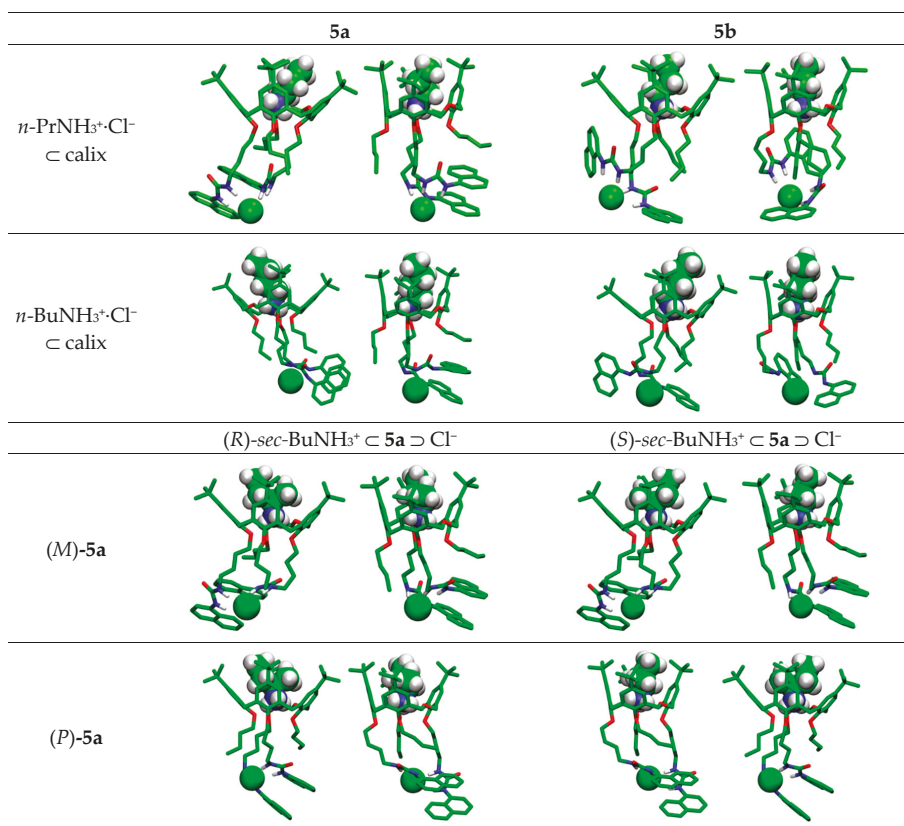 5a 5b
n-PrNH₃⁺·Cl⁻
⊂ calix
n-BuNH₃⁺·Cl⁻
⊂ calix
(R)-sec-BuNH₃⁺ ⊂ 5a ⊃ Cl⁻ (S)-sec-BuNH₃⁺ ⊂ 5a ⊃ Cl⁻
(M)-5a
(P)-5a